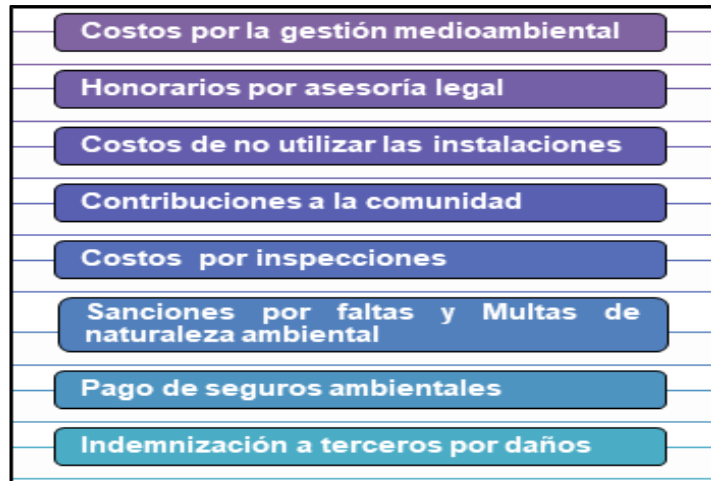 Costos por la gestión medioambiental
Honorarios por asesoría legal
Costos de no utilizar las instalaciones
Contribuciones a la comunidad
Costos por inspecciones
Sanciones por faltas y Multas de
naturaleza ambiental
Pago de seguros ambientales
Indemnización a terceros por daños